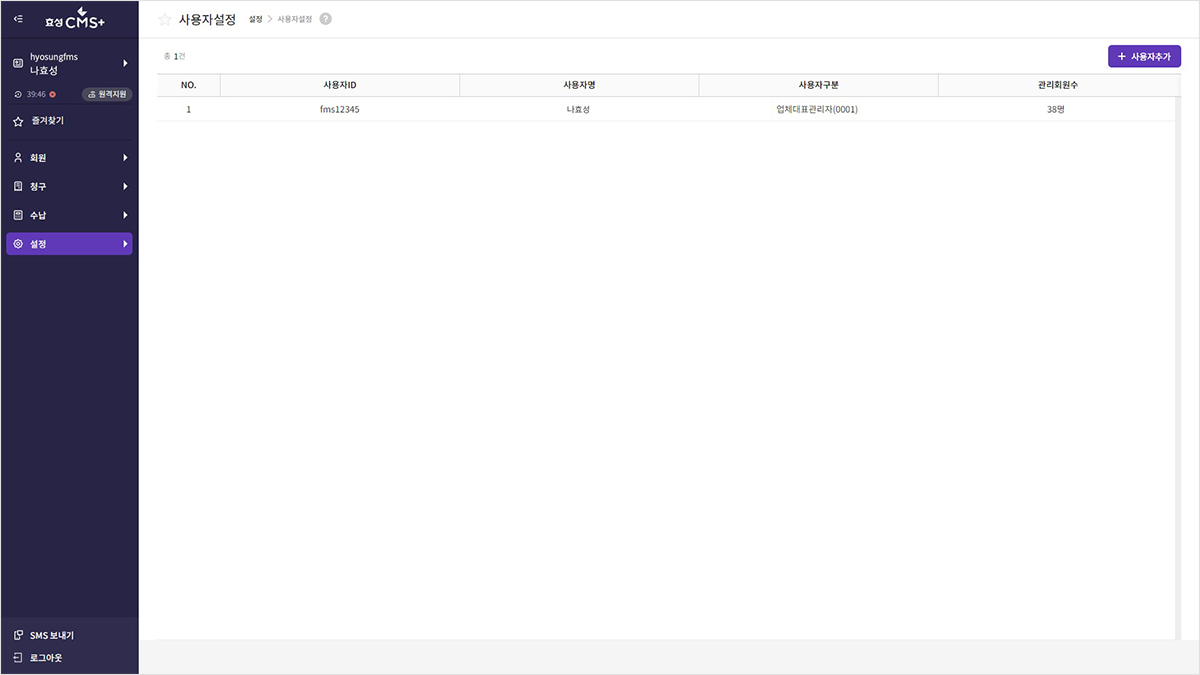 효성 CMS+
hyosungfms
나효성
39:46
원격지원
즐겨찾기
회원
청구
수납
설정
SMS 보내기
로그아웃
사용자설정 설정 사용자설정 ?
총 1건
+ 사용자추가
NO. 사용자ID 사용자명 사용자구분 관리회원수
1 fms12345 나효성 업체대표관리자(0001) 38명